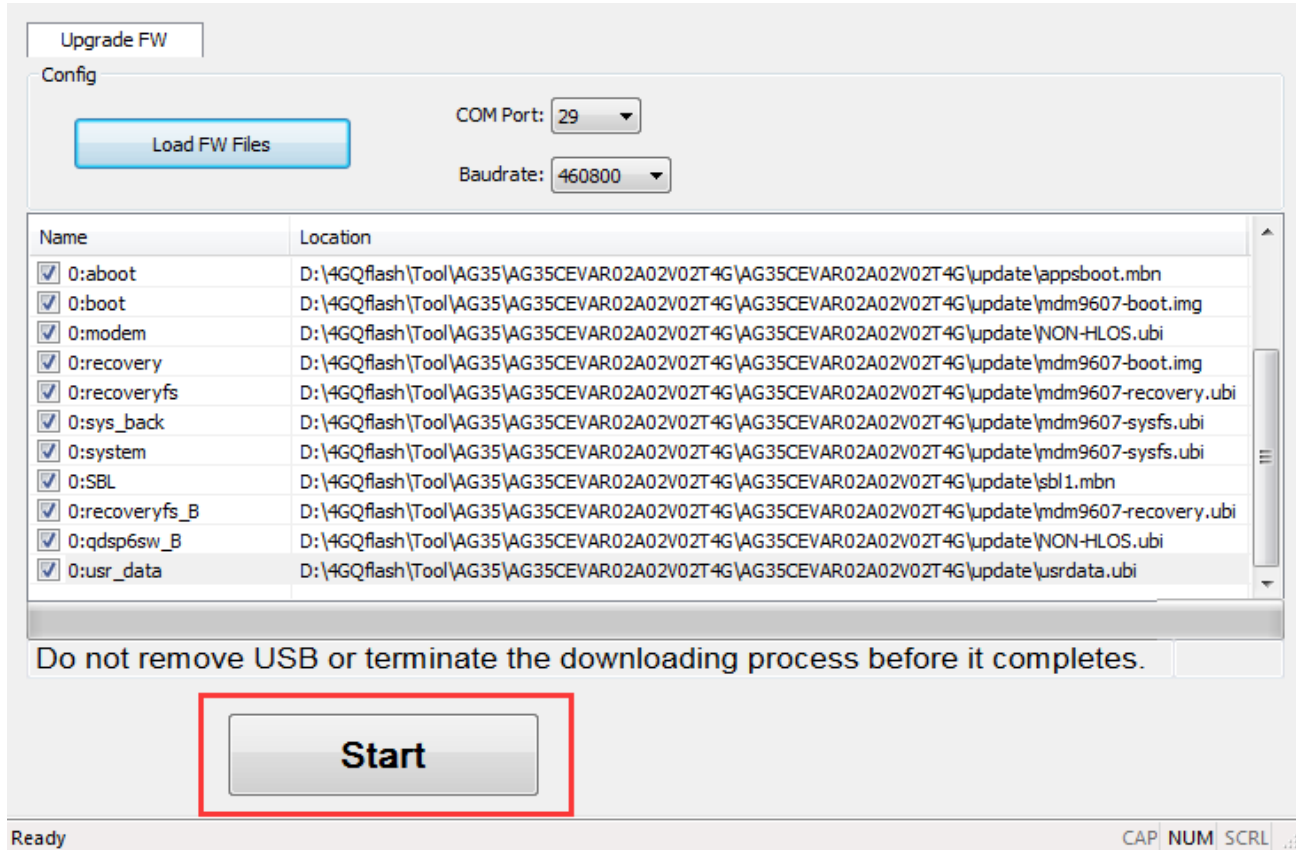 Upgrade FW
Config
Load FW Files
COM Port: 29
Baudrate: 460800
Name Location
0:aboot D:\4GQflash\Tool\AG35\AG35CEVAR02A02V02T4G\AG35CEVAR02A02V02T4G\update\appsboot.mbn
0:boot D:\4GQflash\Tool\AG35\AG35CEVAR02A02V02T4G\AG35CEVAR02A02V02T4G\update\mdm9607-boot.img
0:modem D:\4GQflash\Tool\AG35\AG35CEVAR02A02V02T4G\AG35CEVAR02A02V02T4G\update\NON-HLOS.ubi
0:recovery D:\4GQflash\Tool\AG35\AG35CEVAR02A02V02T4G\AG35CEVAR02A02V02T4G\update\mdm9607-boot.img
0:recoveryfs D:\4GQflash\Tool\AG35\AG35CEVAR02A02V02T4G\AG35CEVAR02A02V02T4G\update\mdm9607-recovery.ubi
0:sys_back D:\4GQflash\Tool\AG35\AG35CEVAR02A02V02T4G\AG35CEVAR02A02V02T4G\update\mdm9607-sysfs.ubi
0:system D:\4GQflash\Tool\AG35\AG35CEVAR02A02V02T4G\AG35CEVAR02A02V02T4G\update\mdm9607-sysfs.ubi
0:SBL D:\4GQflash\Tool\AG35\AG35CEVAR02A02V02T4G\AG35CEVAR02A02V02T4G\update\sbl1.mbn
0:recoveryfs_B D:\4GQflash\Tool\AG35\AG35CEVAR02A02V02T4G\AG35CEVAR02A02V02T4G\update\mdm9607-recovery.ubi
0:qdsp6sw_B D:\4GQflash\Tool\AG35\AG35CEVAR02A02V02T4G\AG35CEVAR02A02V02T4G\update\NON-HLOS.ubi
0:usr_data D:\4GQflash\Tool\AG35\AG35CEVAR02A02V02T4G\AG35CEVAR02A02V02T4G\update\usrdata.ubi
Do not remove USB or terminate the downloading process before it completes.
Start
Ready CAP NUM SCRL